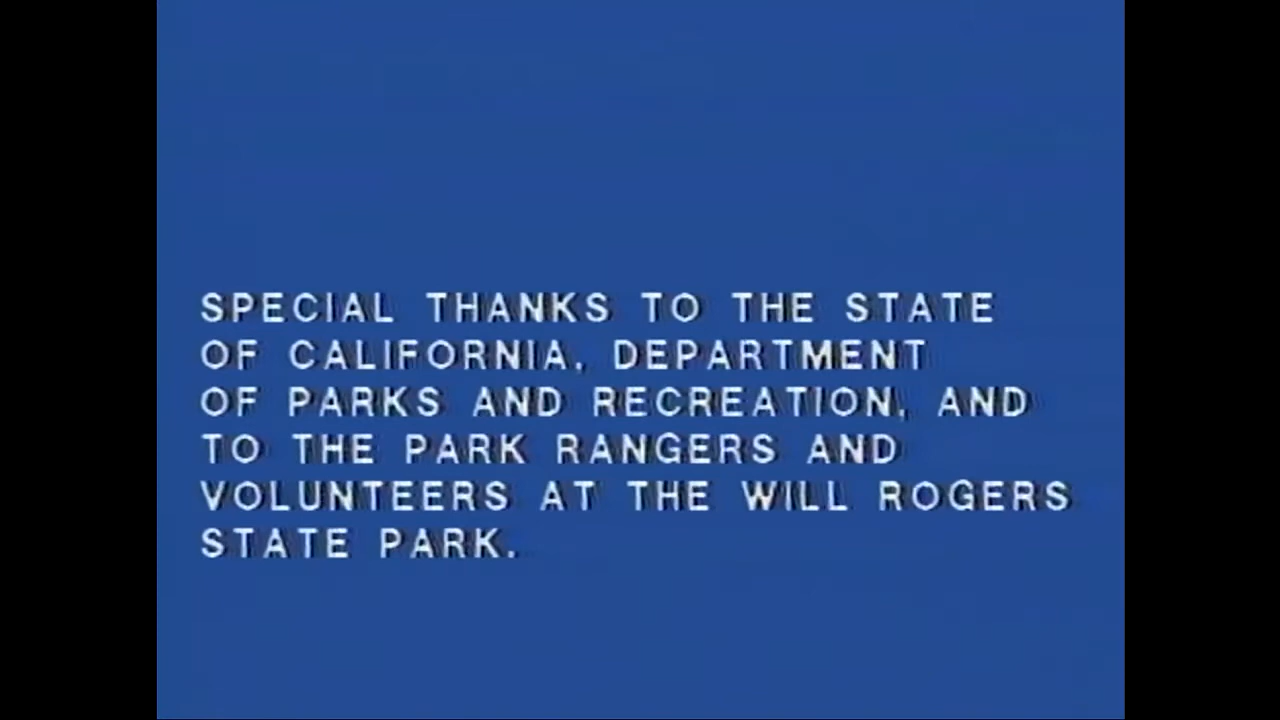 SPECIAL THANKS TO THE STATE
OF CALIFORNIA, DEPARTMENT
OF PARKS AND RECREATION, AND
TO THE PARK RANGERS AND
VOLUNTEERS AT THE WILL ROGERS
STATE PARK.